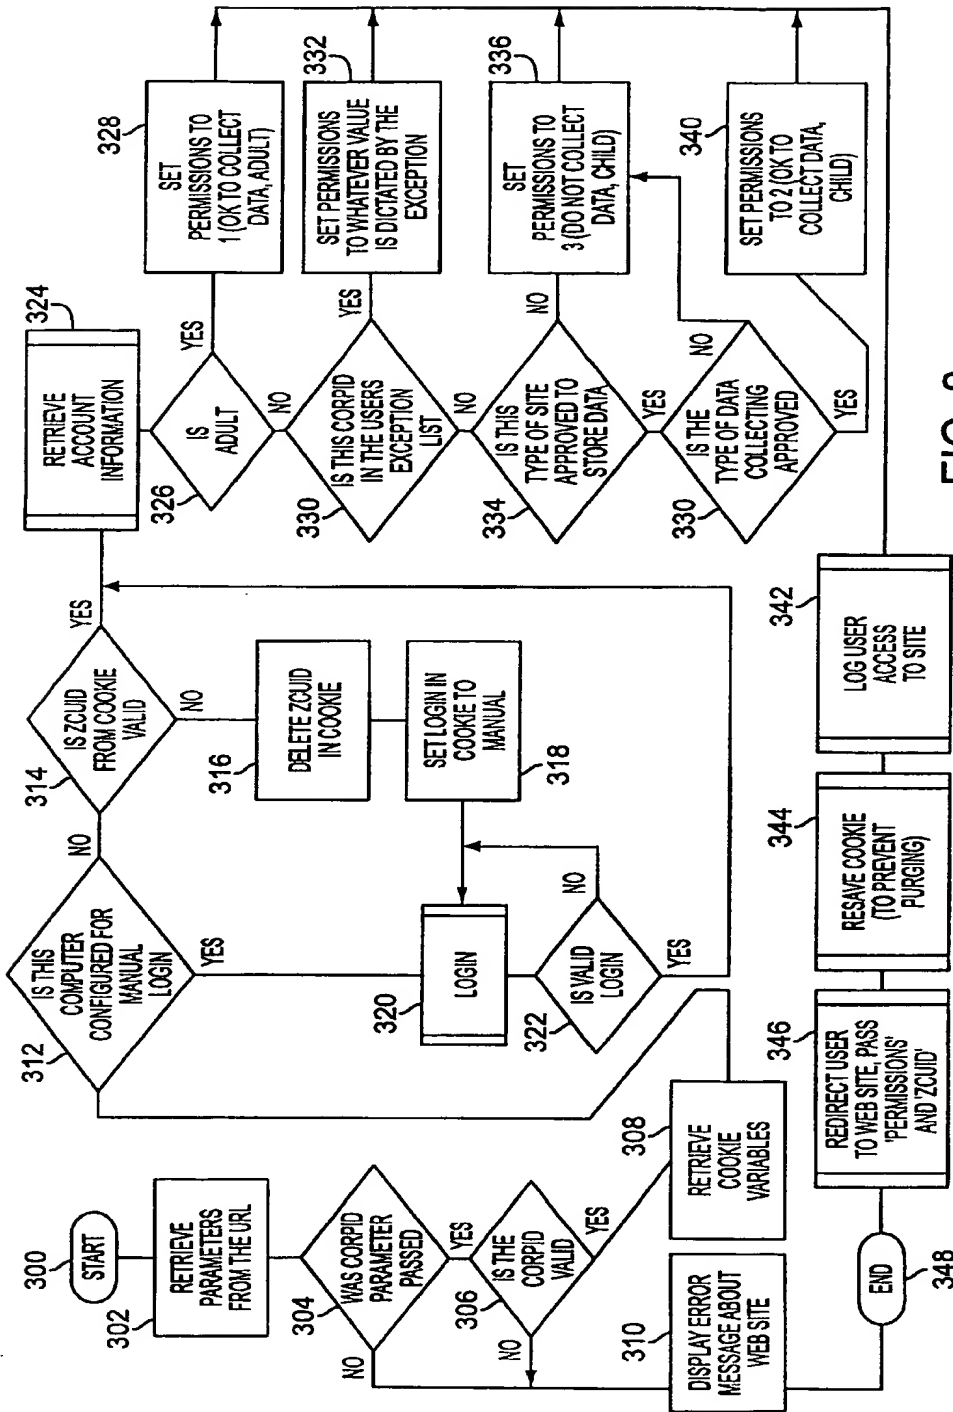 300
START
302
RETRIEVE
PARAMETERS
FROM THE URL
304
WAS CORPID
PARAMETER
PASSED
NO
YES
306
IS THE
CORPID
VALID
NO
YES
308
RETRIEVE
COOKIE
VARIABLES
310
DISPLAY ERROR
MESSAGE ABOUT
WEB SITE
312
IS THIS
COMPUTER
CONFIGURED FOR
MANUAL
LOGIN
NO
YES
314
IS ZCUID
FROM COOKIE
VALID
YES
NO
316
DELETE ZCUID
IN COOKIE
318
SET LOGIN IN
COOKIE TO
MANUAL
320
LOGIN
322
IS VALID
LOGIN
NO
YES
324
RETRIEVE
ACCOUNT
INFORMATION
326
IS
ADULT
YES
NO
328
SET
PERMISSIONS TO
1 (OK TO COLLECT
DATA, ADULT)
330
IS THIS CORPID
IN THE USERS
EXCEPTION
LIST
YES
NO
332
SET PERMISSIONS
TO WHATEVER VALUE
IS DICTATED BY THE
EXCEPTION
334
IS THIS
TYPE OF SITE
APPROVED TO
STORE DATA
NO
YES
336
SET
PERMISSIONS TO
3 (DO NOT COLLECT
DATA, CHILD)
330
IS THE
TYPE OF DATA
COLLECTING
APPROVED
NO
YES
340
SET PERMISSIONS
TO 2 (OK TO
COLLECT DATA,
CHILD)
342
LOG USER
ACCESS
TO SITE
344
RESAVE COOKIE
(TO PREVENT
PURGING)
346
REDIRECT USER
TO WEB SITE, PASS
'PERMISSIONS'
AND 'ZCUID'
END
348